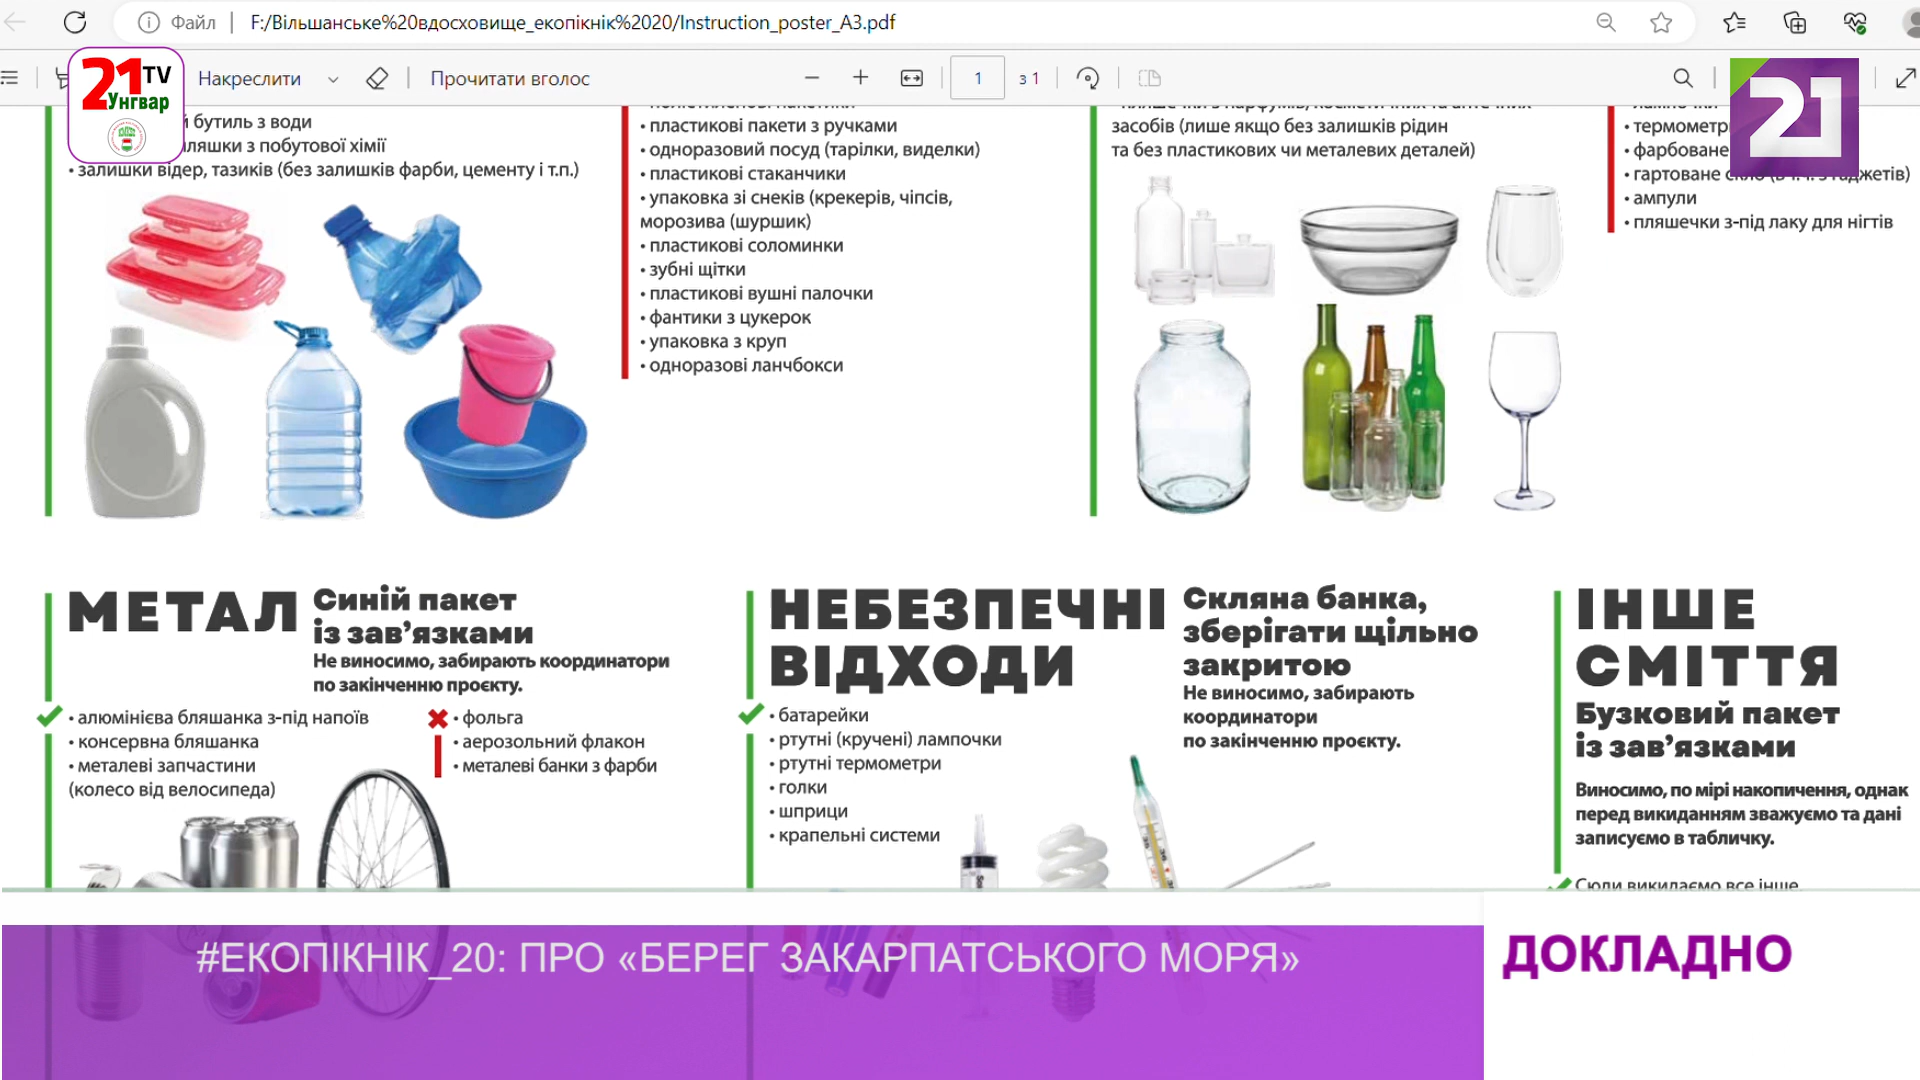 Файл F:/Вільшанське%20вдосховище_екопікнік%2020/Instruction_poster_A3.pdf
Накреслити Прочитати вголос 1 з 1
21 TV
Унгвар
21
бутиль з води
ляшки з побутової хімії
• залишки відер, тазиків (без залишків фарби, цементу і т.п.)
• пластикові пакети з ручками
• одноразовий посуд (тарілки, виделки)
• пластикові стаканчики
• упаковка зі снеків (крекерів, чіпсів,
морозива (шуршик)
• пластикові соломинки
• зубні щітки
• пластикові вушні палочки
• фантики з цукерок
• упаковка з круп
• одноразові ланчбокси
засобів (лише якщо без залишків рідин
та без пластикових чи металевих деталей)
• термометр
• фарбоване
• гартоване
• ампули
• пляшечки з-під лаку для нігтів
МЕТАЛ
Синій пакет
із зав’язками
Не виносимо, забирають координатори
по закінченню проєкту.
• алюмінієва бляшанка з-під напоїв
• консервна бляшанка
• металеві запчастини
(колесо від велосипеда)
• фольга
• аерозольний флакон
• металеві банки з фарби
НЕБЕЗПЕЧНІ
ВІДХОДИ
Скляна банка,
зберігати щільно
закритою
Не виносимо, забирають
координатори
по закінченню проєкту.
• батарейки
• ртутні (кручені) лампочки
• ртутні термометри
• голки
• шприци
• крапельні системи
ІНШЕ
СМІТТЯ
Бузковий пакет
із зав’язками
Виносимо, по мірі накопичення, однак
перед викиданням зважуємо та дані
записуємо в табличку.
Сюди викидаємо все інше
#ЕКОПІКНІК_20: ПРО «БЕРЕГ ЗАКАРПАТСЬКОГО МОРЯ»
ДОКЛАДНО